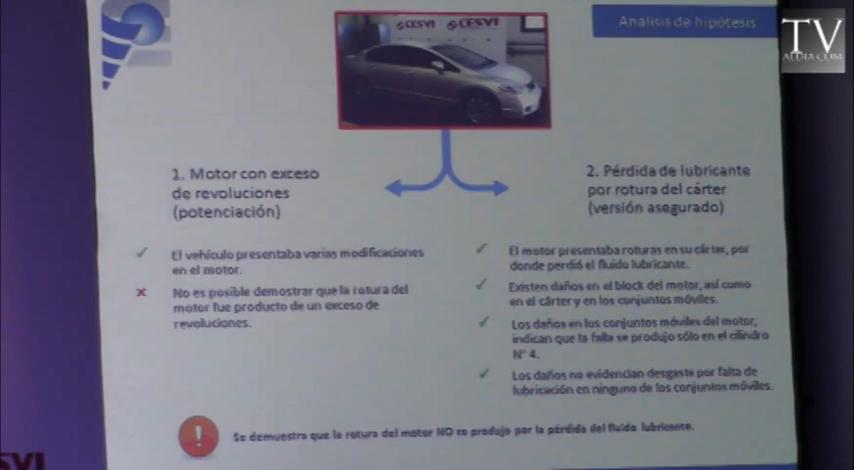 CESVI CESVI
Analisis de hipótesis
TV
ALDIA.COM
1. Motor con exceso
de revoluciones
(potenciación)
2. Pérdida de lubricante
por rotura del cárter
(versión asegurado)
✓ El vehículo presentaba varias modificaciones
en el motor.
x No es posible demostrar que la rotura del
motor fue producto de un exceso de
revoluciones.
✓ El motor presentaba roturas en su cárter, por
donde perdió el fluido lubricante.
✓ Existen daños en el block del motor, así como
en el cárter y en los conjuntos móviles.
✓ Los daños en los conjuntos móviles del motor,
indican que la falla se produjo sólo en el cilindro
N° 4.
✓ Los daños no evidencian desgaste por falta de
lubricación en ninguno de los conjuntos móviles.
! Se demuestra que la rotura del motor NO se produjo por la pérdida del fluido lubricante.
SVI